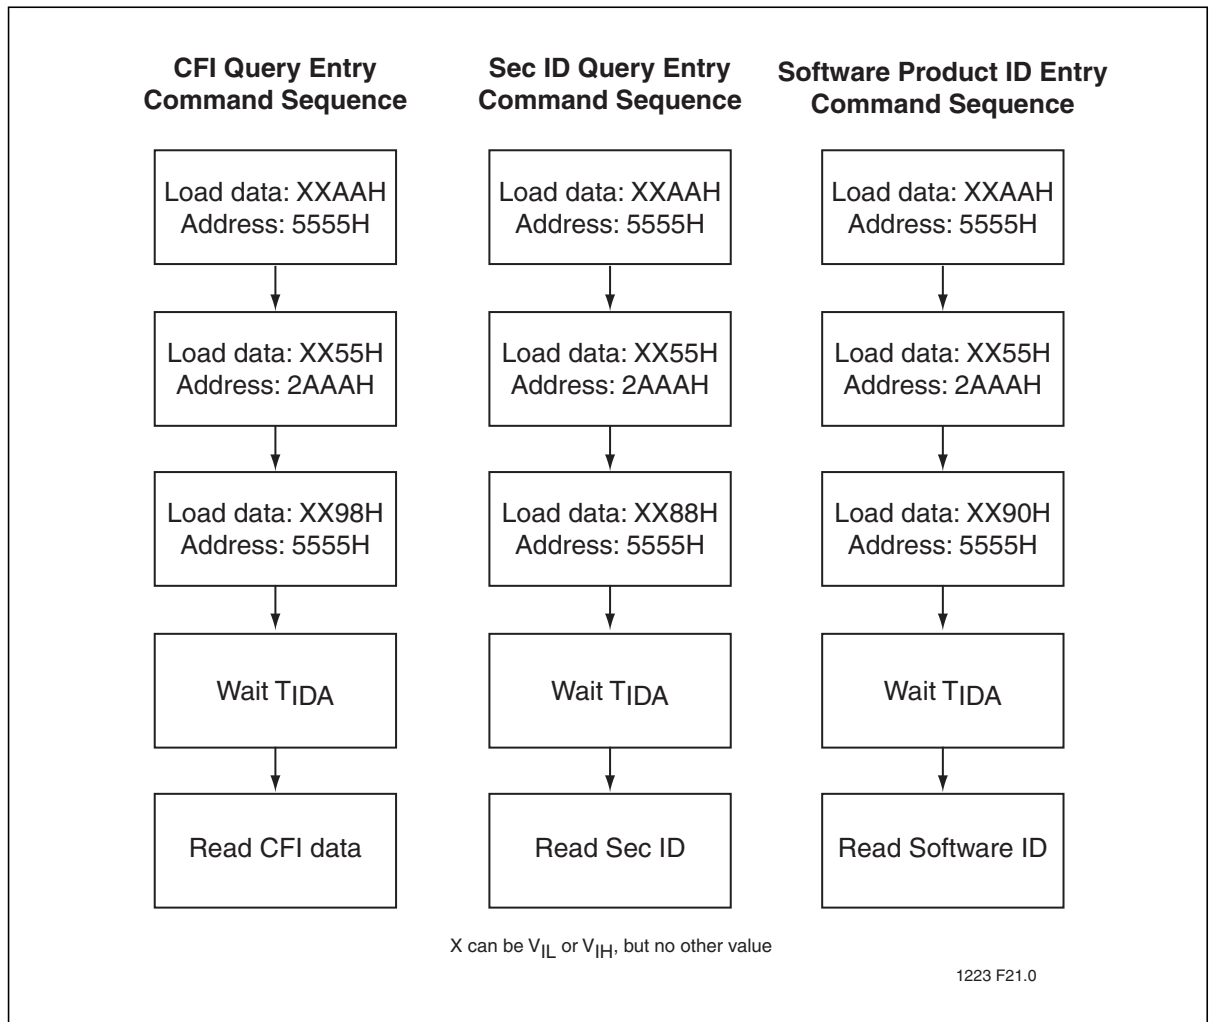 CFI Query Entry
Command Sequence
Load data: XXAAH
Address: 5555H
Load data: XX55H
Address: 2AAAH
Load data: XX98H
Address: 5555H
Wait TIDA
Read CFI data
Sec ID Query Entry
Command Sequence
Load data: XXAAH
Address: 5555H
Load data: XX55H
Address: 2AAAH
Load data: XX88H
Address: 5555H
Wait TIDA
Read Sec ID
Software Product ID Entry
Command Sequence
Load data: XXAAH
Address: 5555H
Load data: XX55H
Address: 2AAAH
Load data: XX90H
Address: 5555H
Wait TIDA
Read Software ID
X can be VIL or VIH, but no other value
1223 F21.0